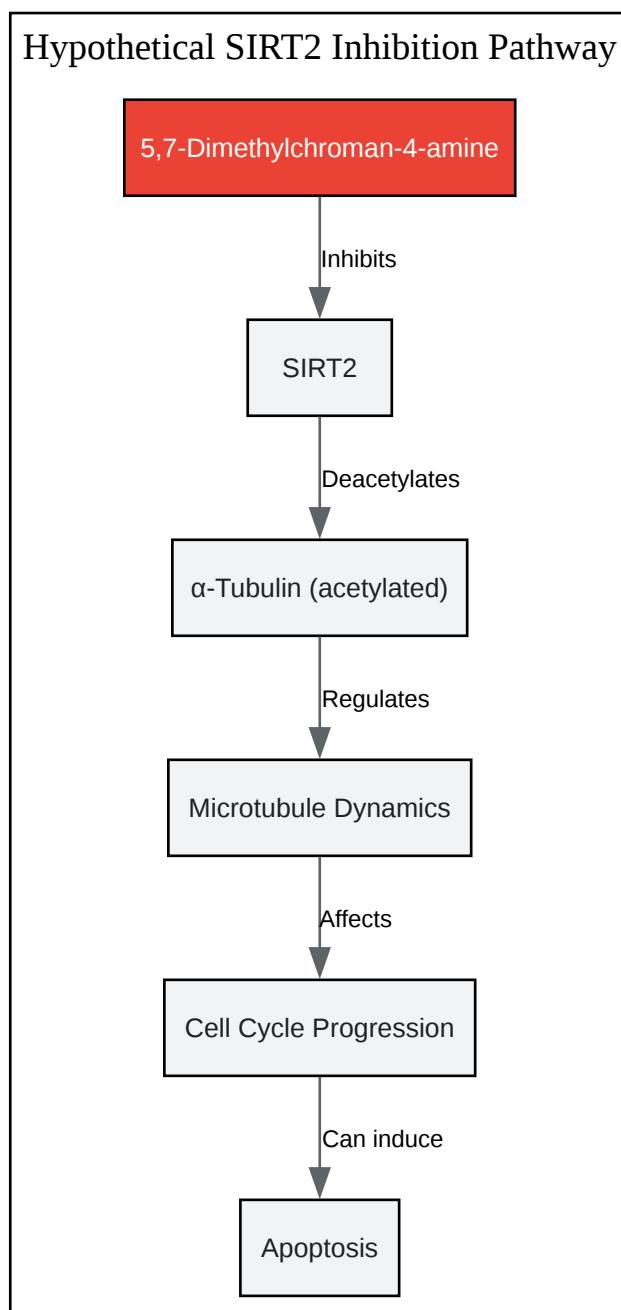 Hypothetical SIRT2 Inhibition Pathway
5,7-Dimethylchroman-4-amine
Inhibits
SIRT2
Deacetylates
α-Tubulin (acetylated)
Regulates
Microtubule Dynamics
Affects
Cell Cycle Progression
Can induce
Apoptosis